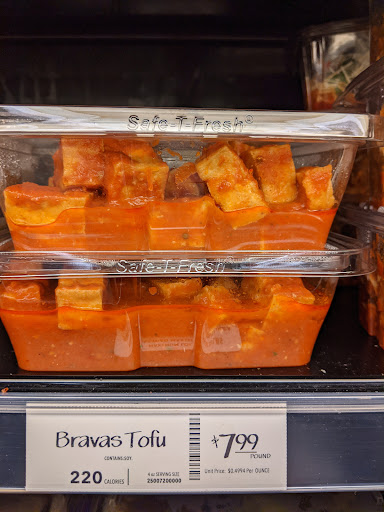 Safe-T-Fresh®
Safe-T-Fresh
Bravas Tofu
CONTAINS: SOY.
220 CALORIES
4 oz SERVING SIZE
25007200000
7.99
POUND
Unit Price: $0.4994 Per OUNCE